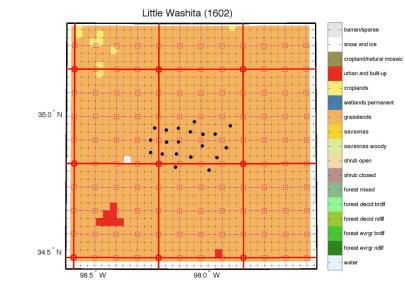 Little Washita (1602)
barren/sparse
snow and ice
cropland/natural mosaic
urban and built-up
croplands
wetlands permanent
grasslands
savannas
savannas woody
shrub open
shrub closed
forest mixed
forest decid brdlf
forest decid ndlf
forest evrgr brdlf
forest evrgr ndlf
water
35.0° N
34.5° N
98.5° W
98.0° W